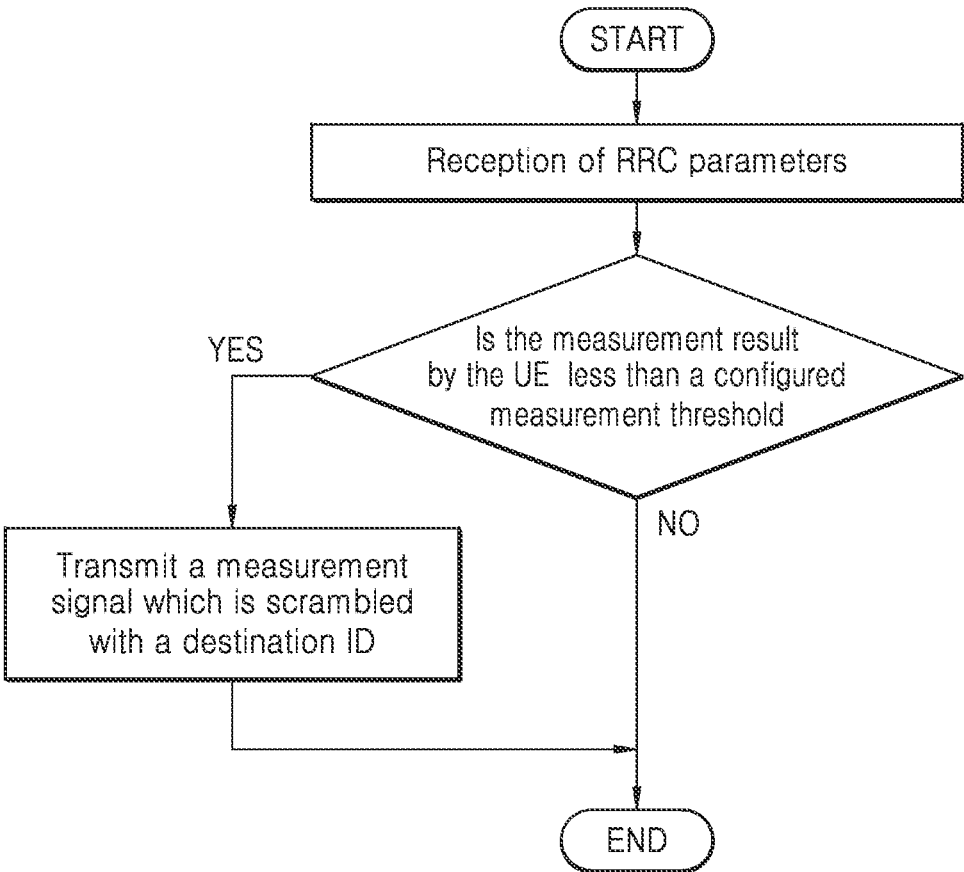 START
Reception of RRC parameters
Is the measurement result
by the UE less than a configured
measurement threshold
YES
NO
Transmit a measurement
signal which is scrambled
with a destination ID
END